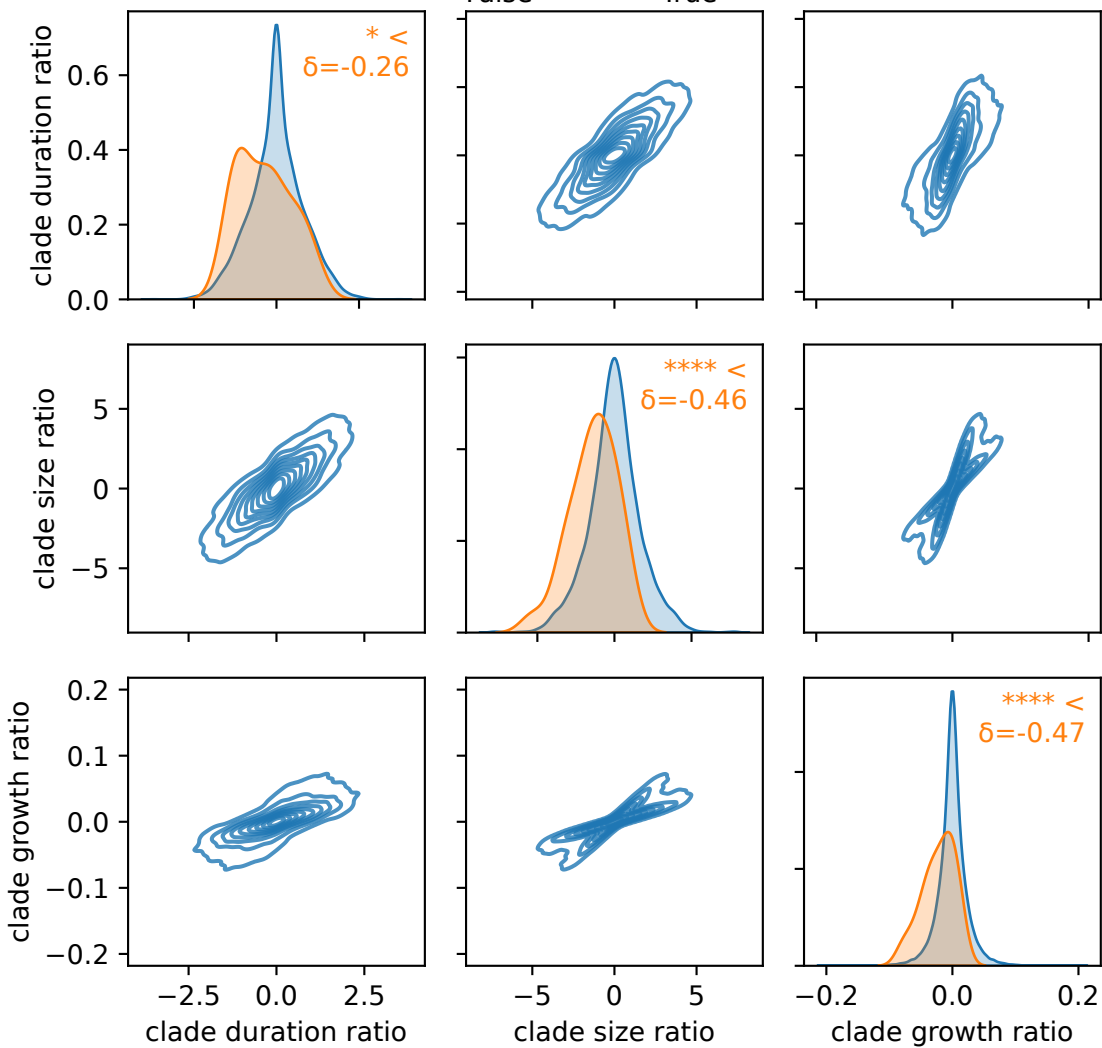 clade duration ratio
0.6
0.4
0.2
0.0
* <
δ=-0.26
clade size ratio
5
0
−5
**** <
δ=-0.46
clade growth ratio
0.2
0.1
0.0
−0.1
−0.2
**** <
δ=-0.47
−2.5 0.0 2.5
−5 0 5
−0.2 0.0 0.2
clade duration ratio
clade size ratio
clade growth ratio